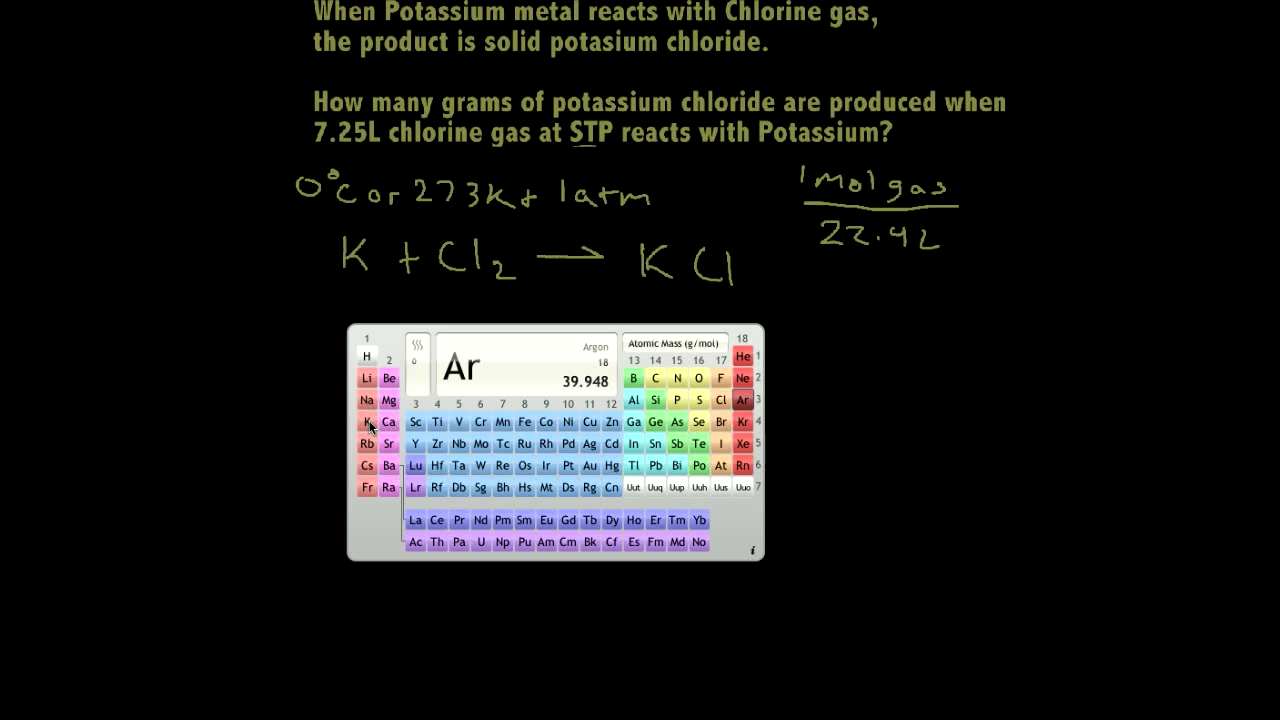 When Potassium metal reacts with Chlorine gas,
the product is solid potasium chloride.
How many grams of potassium chloride are produced when
7.25L chlorine gas at STP reacts with Potassium?
0°C or 273K + 1atm
1 mol gas
22.4L
K + Cl2 → K Cl
1 18
Ar Argon 18 39.948
Atomic Mass (g/mol)
H 2 13 14 15 16 17 He 1
Li Be B C N O F Ne 2
Na Mg 3 4 5 6 7 8 9 10 11 12 Al Si P S Cl Ar 3
K Ca Sc Ti V Cr Mn Fe Co Ni Cu Zn Ga Ge As Se Br Kr 4
Rb Sr Y Zr Nb Mo Tc Ru Rh Pd Ag Cd In Sn Sb Te I Xe 5
Cs Ba Lu Hf Ta W Re Os Ir Pt Au Hg Tl Pb Bi Po At Rn 6
Fr Ra Lr Rf Db Sg Bh Hs Mt Ds Rg Cn Uut Uuq Uup Uuh Uus Uuo 7
La Ce Pr Nd Pm Sm Eu Gd Tb Dy Ho Er Tm Yb
Ac Th Pa U Np Pu Am Cm Bk Cf Es Fm Md No
i